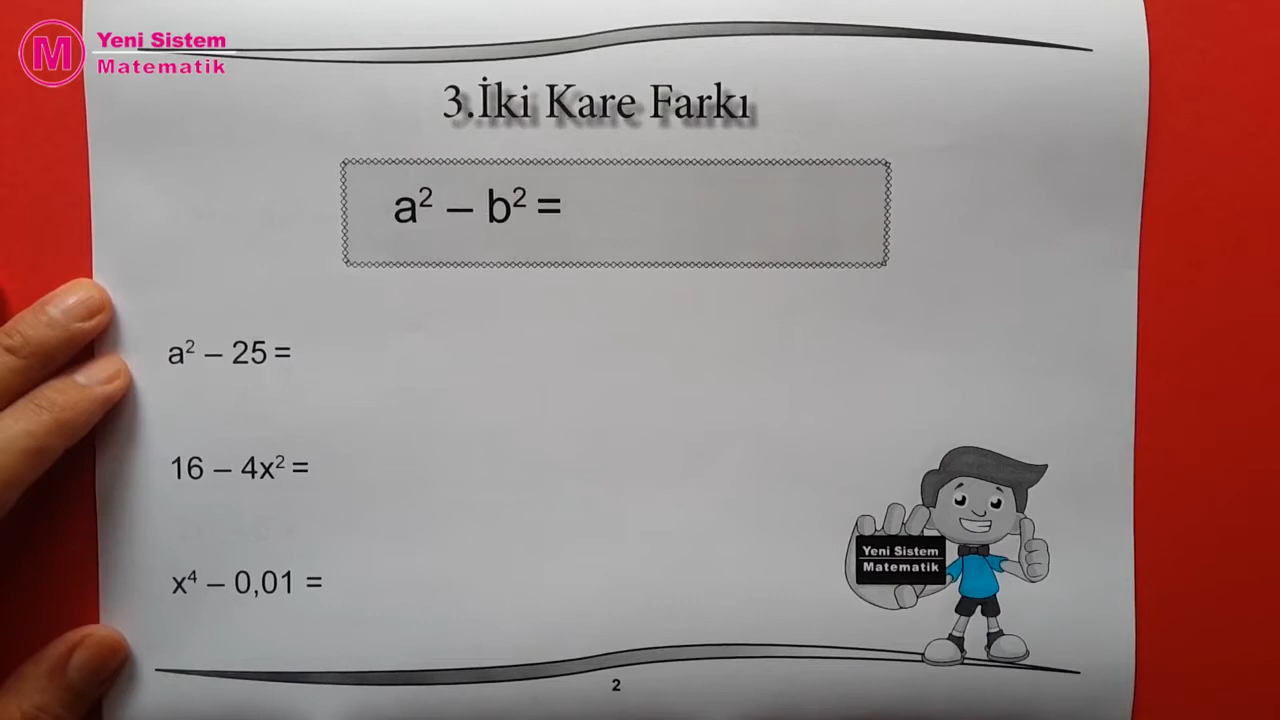 M
Yeni Sistem
Matematik
3.İki Kare Farkı
a² – b² =
a² – 25 =
16 – 4x² =
x⁴ – 0,01 =
Yeni Sistem
Matematik
2